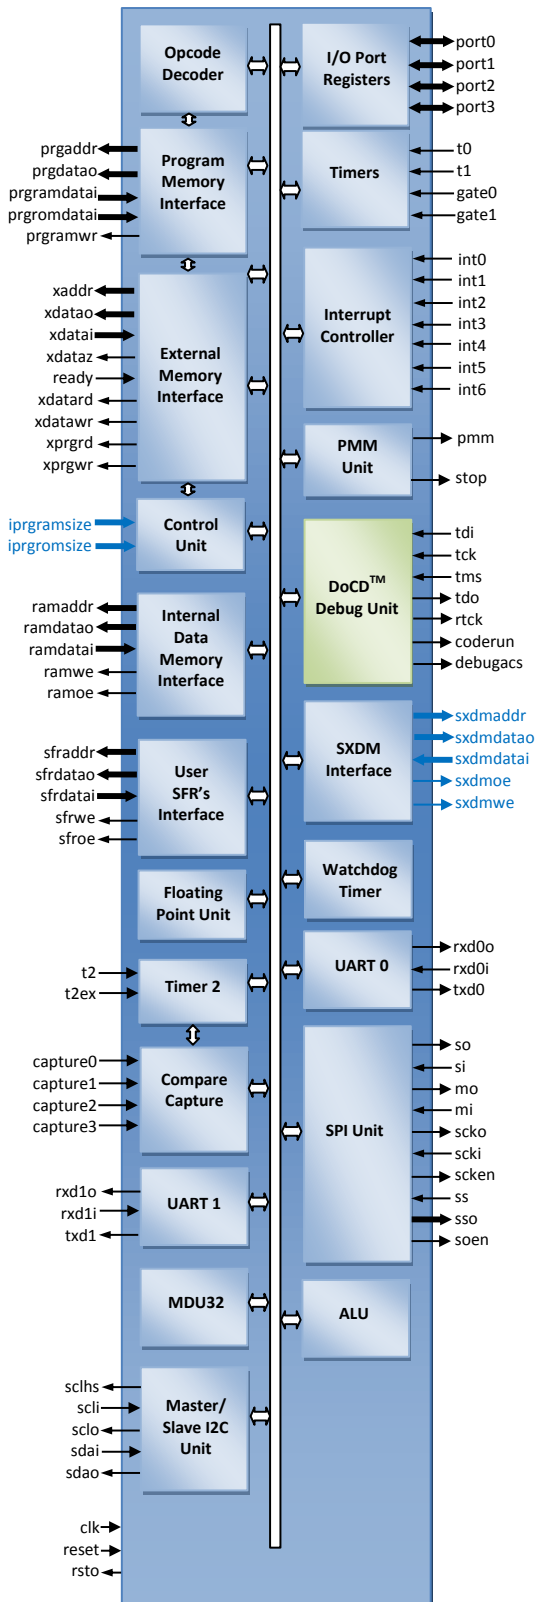 Opcode
Decoder
prgaddr
prgdatao
prgramdatai
prgromdatai
prgramwr
Program
Memory
Interface
xaddr
xdatao
xdatai
xdataz
ready
xdatard
xdatawr
xprgrd
xprgwr
External
Memory
Interface
iprgramsize
iprgromsize
Control
Unit
ramaddr
ramdatao
ramdatai
ramwe
ramoe
Internal
Data
Memory
Interface
sfraddr
sfrdatao
sfrdatai
sfrwe
sfroe
User
SFR's
Interface
Floating
Point Unit
t2
t2ex
Timer 2
capture0
capture1
capture2
capture3
Compare
Capture
rxd1o
rxd1i
txd1
UART 1
MDU32
sclhs
scli
sclo
sdai
sdao
Master/
Slave I2C
Unit
clk
reset
rsto
I/O Port
Registers
port0
port1
port2
port3
Timers
t0
t1
gate0
gate1
Interrupt
Controller
int0
int1
int2
int3
int4
int5
int6
PMM
Unit
pmm
stop
DoCD™
Debug Unit
tdi
tck
tms
tdo
rtck
coderun
debugacs
SXDM
Interface
sxdmaddr
sxdmdatao
sxdmdatai
sxdmoe
sxdmwe
Watchdog
Timer
UART 0
rxd0o
rxd0i
txd0
SPI Unit
so
si
mo
mi
scko
scki
scken
ss
sso
soen
ALU